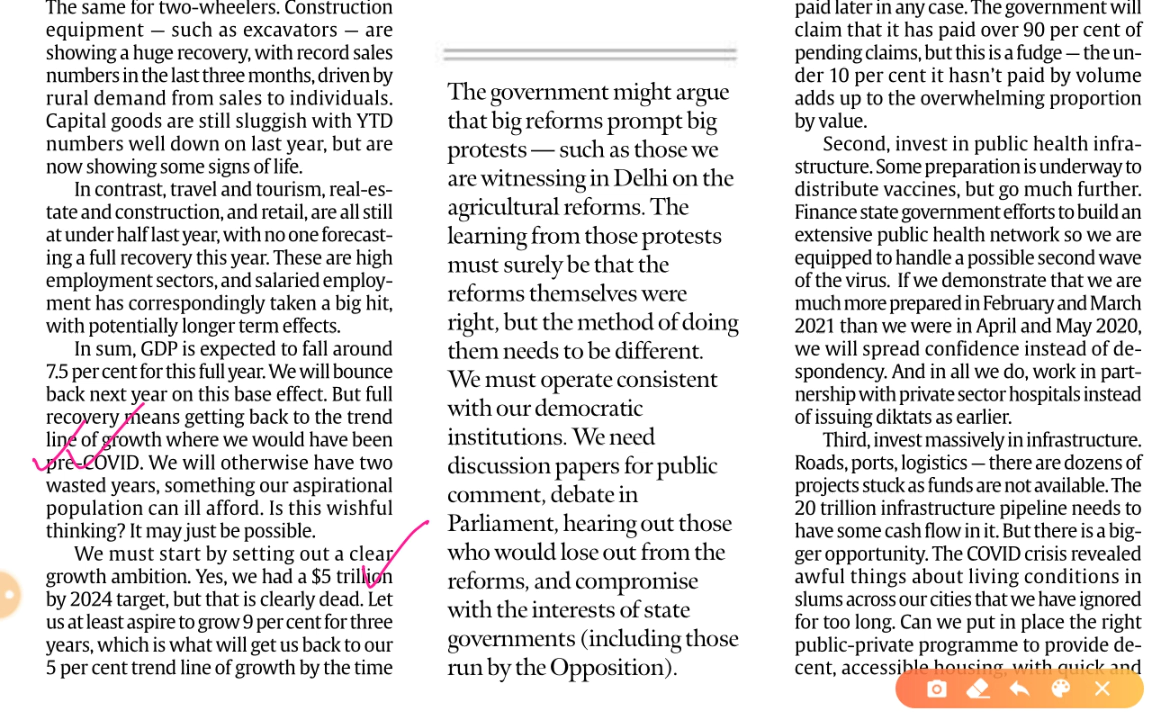 The same for two-wheelers. Construction
equipment — such as excavators — are
showing a huge recovery, with record sales
numbers in the last three months, driven by
rural demand from sales to individuals.
Capital goods are still sluggish with YTD
numbers well down on last year, but are
now showing some signs of life.
In contrast, travel and tourism, real-es-
tate and construction, and retail, are all still
at under half last year, with no one forecast-
ing a full recovery this year. These are high
employment sectors, and salaried employ-
ment has correspondingly taken a big hit,
with potentially longer term effects.
In sum, GDP is expected to fall around
7.5 per cent for this full year. We will bounce
back next year on this base effect. But full
recovery means getting back to the trend
line of growth where we would have been
pre-COVID. We will otherwise have two
wasted years, something our aspirational
population can ill afford. Is this wishful
thinking? It may just be possible.
We must start by setting out a clear
growth ambition. Yes, we had a $5 trillion
by 2024 target, but that is clearly dead. Let
us at least aspire to grow 9 per cent for three
years, which is what will get us back to our
5 per cent trend line of growth by the time
The government might argue
that big reforms prompt big
protests — such as those we
are witnessing in Delhi on the
agricultural reforms. The
learning from those protests
must surely be that the
reforms themselves were
right, but the method of doing
them needs to be different.
We must operate consistent
with our democratic
institutions. We need
discussion papers for public
comment, debate in
Parliament, hearing out those
who would lose out from the
reforms, and compromise
with the interests of state
governments (including those
run by the Opposition).
paid later in any case. The government will
claim that it has paid over 90 per cent of
pending claims, but this is a fudge — the un-
der 10 per cent it hasn't paid by volume
adds up to the overwhelming proportion
by value.
Second, invest in public health infra-
structure. Some preparation is underway to
distribute vaccines, but go much further.
Finance state government efforts to build an
extensive public health network so we are
equipped to handle a possible second wave
of the virus. If we demonstrate that we are
much more prepared in February and March
2021 than we were in April and May 2020,
we will spread confidence instead of de-
spondency. And in all we do, work in part-
nership with private sector hospitals instead
of issuing diktats as earlier.
Third, invest massively in infrastructure.
Roads, ports, logistics — there are dozens of
projects stuck as funds are not available. The
20 trillion infrastructure pipeline needs to
have some cash flow in it. But there is a big-
ger opportunity. The COVID crisis revealed
awful things about living conditions in
slums across our cities that we have ignored
for too long. Can we put in place the right
public-private programme to provide de-
cent, accessible housing, with quick and